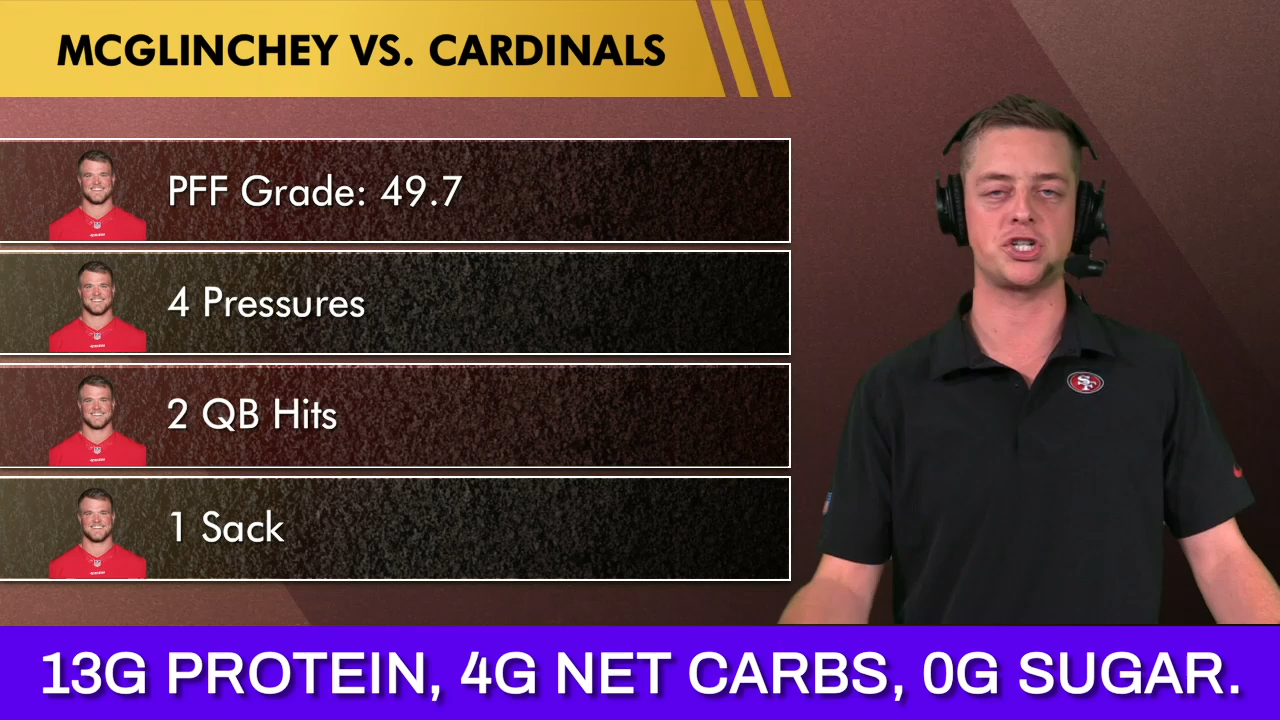 MCGLINCHEY VS. CARDINALS
PFF Grade: 49.7
4 Pressures
2 QB Hits
1 Sack
SF
13G PROTEIN, 4G NET CARBS, 0G SUGAR.